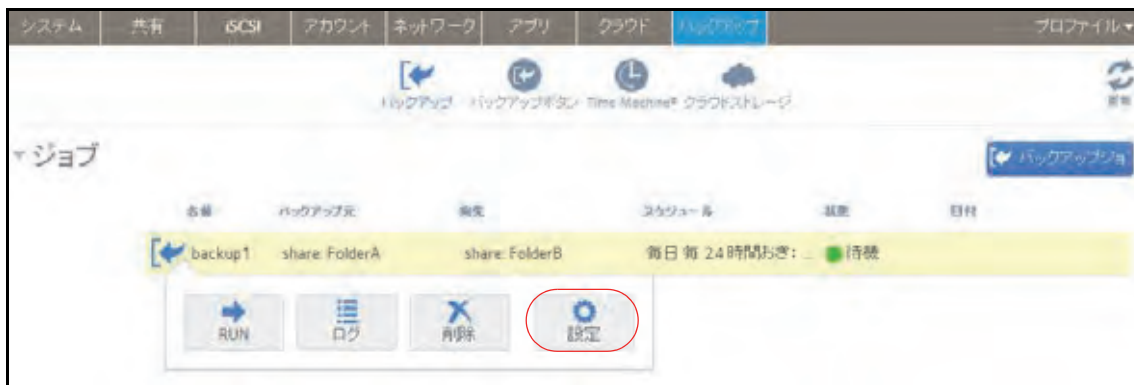 システム 共有 iSCSI アカウント ネットワーク アプリ クラウド バックアップ プロファイル
バックアップ バックアップボタン Time Machine® クラウドストレージ 更新
ジョブ バックアップジョ
名前 バックアップ元 宛先 スケジュール 状態 日付
backup1 share: FolderA share: FolderB 毎日 毎 24時間おき: ... 待機
RUN ログ 削除 設定